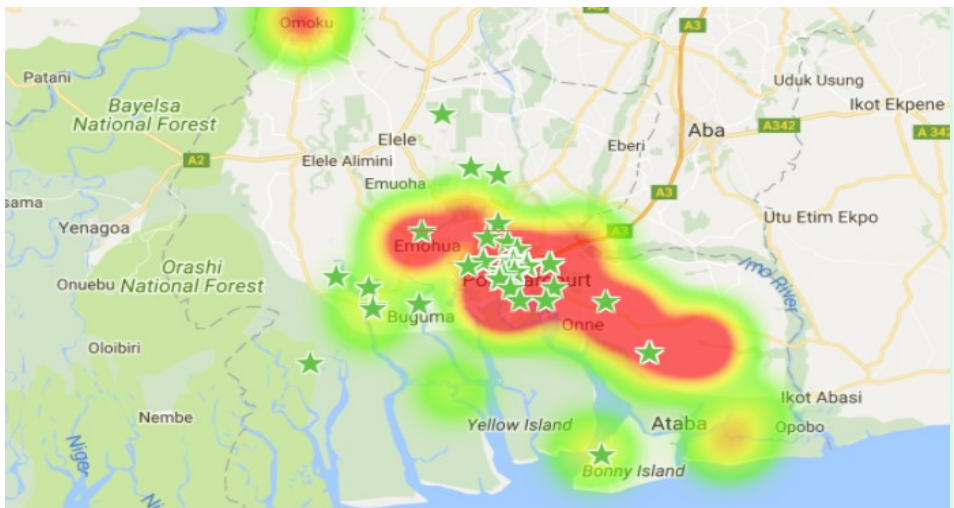 Omoku
A3
Patani
Uduk Usung
Bayelsa
National Forest
Ikot Ekpene
Aba
A342
A 342
Elele
Eberi
A2
Elele Alimini
Emuoha
A3
Yenagoa
Utu Etim Ekpo
A3
Emohua
Orashi
National Forest
Imo River
Onuebu
Buguma
Onne
Oloibiri
Ikot Abasi
Nembe
Yellow Island
Ataba
Opobo
Niger
Bonny Island